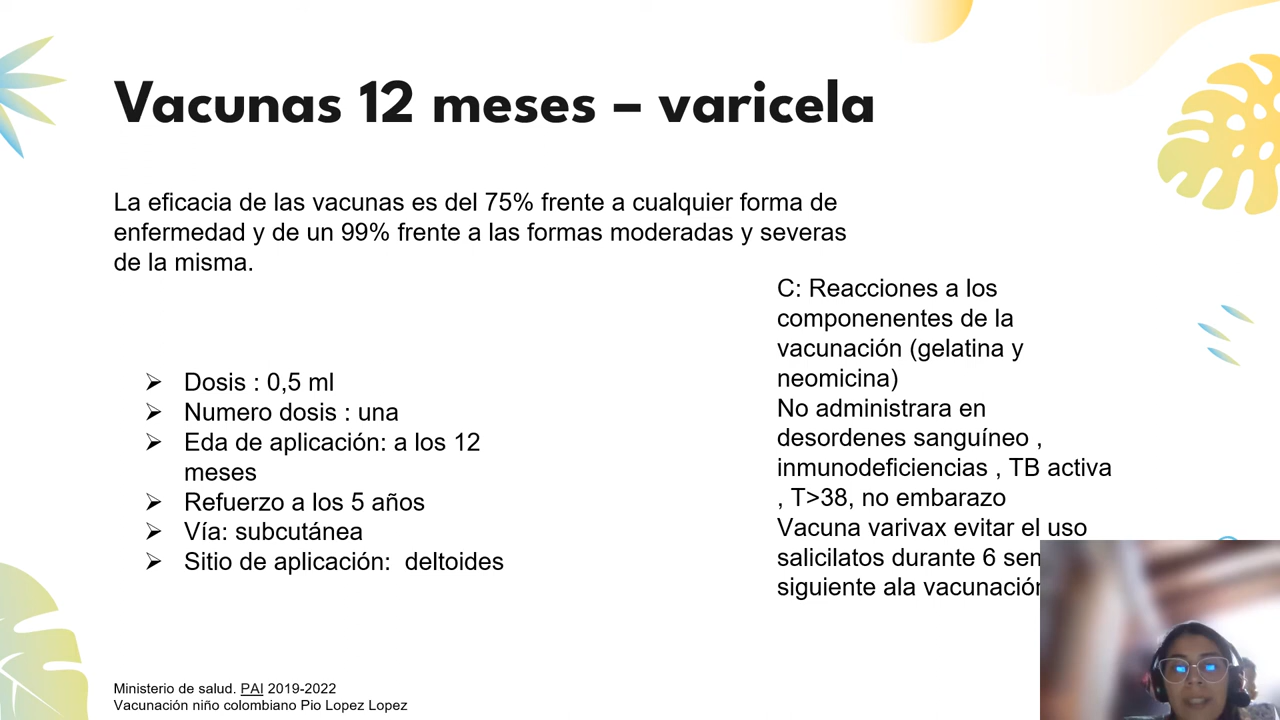 Vacunas 12 meses – varicela
La eficacia de las vacunas es del 75% frente a cualquier forma de
enfermedad y de un 99% frente a las formas moderadas y severas
de la misma.
➢ Dosis : 0,5 ml
➢ Numero dosis : una
➢ Eda de aplicación: a los 12
meses
➢ Refuerzo a los 5 años
➢ Vía: subcutánea
➢ Sitio de aplicación: deltoides
C: Reacciones a los
componenentes de la
vacunación (gelatina y
neomicina)
No administrara en
desordenes sanguíneo ,
inmunodeficiencias , TB activa
, T>38, no embarazo
Vacuna varivax evitar el uso
salicilatos durante 6
siguiente ala
Ministerio de salud. PAI 2019-2022
Vacunación niño colombiano Pio Lopez Lopez